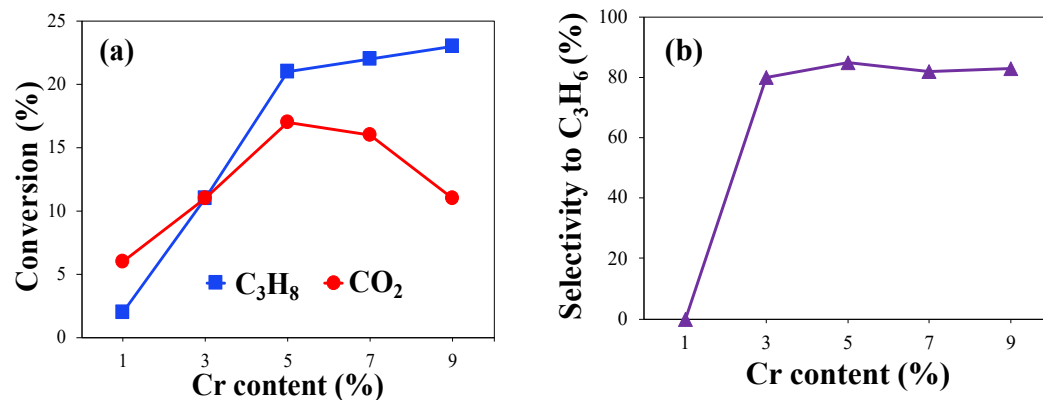 (a)
Conversion (%)
25
20
15
10
5
0
C₃H₈ CO₂
1 3 5 7 9
Cr content (%)
(b)
Selectivity to C₃H₆ (%)
100
80
60
40
20
0
1 3 5 7 9
Cr content (%)